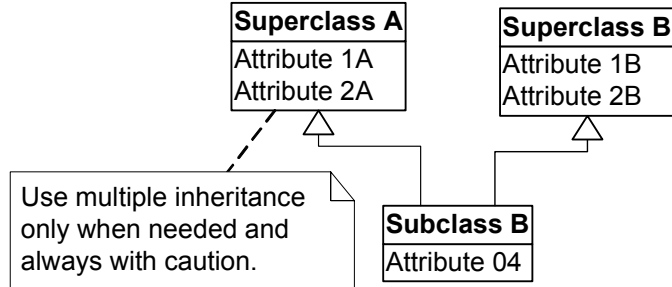 Superclass A
Attribute 1A
Attribute 2A
Superclass B
Attribute 1B
Attribute 2B
Use multiple inheritance
only when needed and
always with caution.
Subclass B
Attribute 04